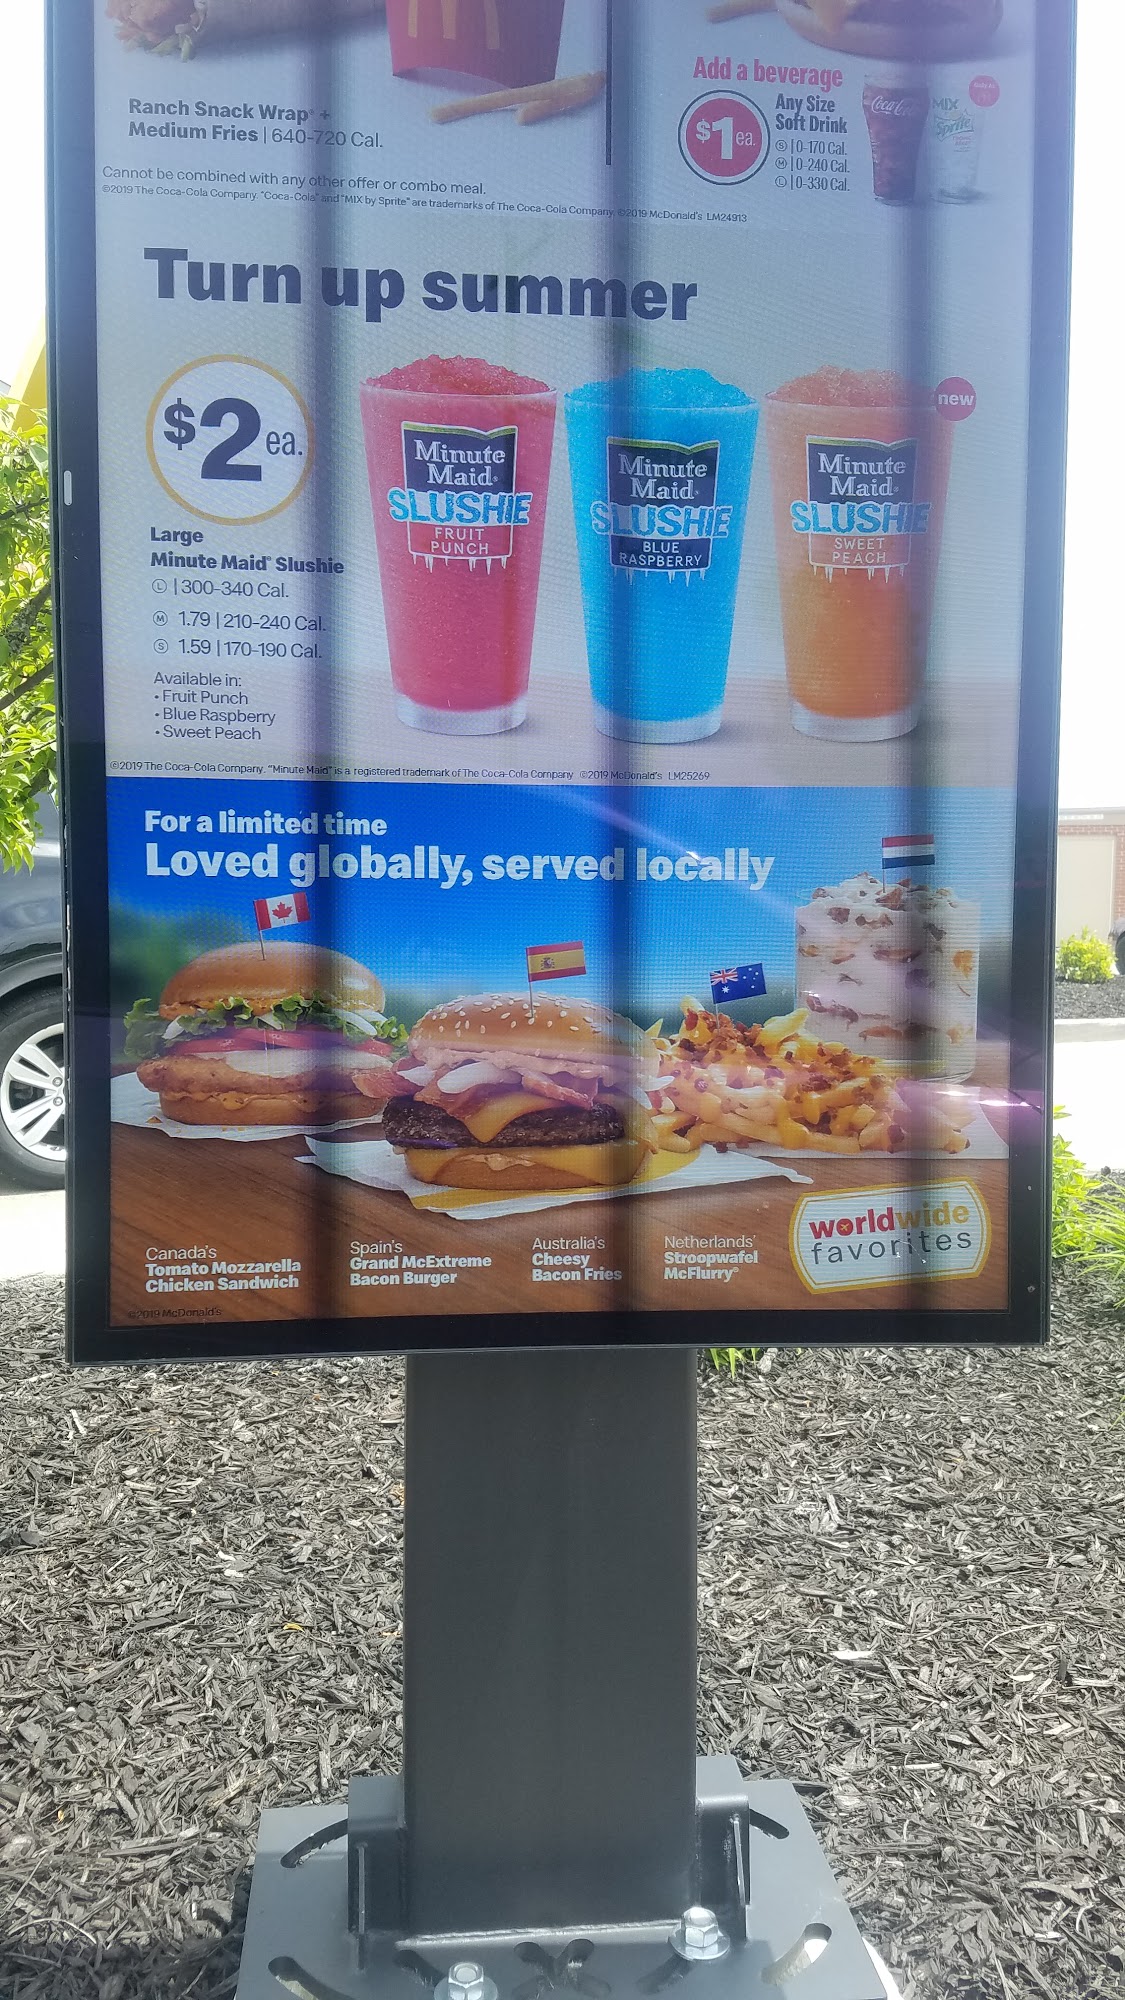 Ranch Snack Wrap® +
Medium Fries | 640-720 Cal.
Cannot be combined with any other offer or combo meal.
©2019 The Coca-Cola Company. "Coca-Cola" and "MIX by Sprite" are trademarks of The Coca-Cola Company. ©2019 McDonald's LM24913
Add a beverage
$1 ea.
Any Size
Soft Drink
S | 0-170 Cal.
M | 0-240 Cal.
L | 0-330 Cal.
Coca-Cola
MIX
Sprite
Turn up summer
$2 ea.
Large
Minute Maid® Slushie
L | 300-340 Cal.
M 1.79 | 210-240 Cal.
S 1.59 | 170-190 Cal.
Available in:
• Fruit Punch
• Blue Raspberry
• Sweet Peach
Minute
Maid®
SLUSHIE
FRUIT
PUNCH
Minute
Maid®
SLUSHIE
BLUE
RASPBERRY
Minute
Maid®
SLUSHIE
SWEET
PEACH
new
©2019 The Coca-Cola Company. "Minute Maid" is a registered trademark of The Coca-Cola Company ©2019 McDonald's LM25269
For a limited time
Loved globally, served locally
Canada's
Tomato Mozzarella
Chicken Sandwich
Spain's
Grand McExtreme
Bacon Burger
Australia's
Cheesy
Bacon Fries
Netherlands'
Stroopwafel
McFlurry®
worldwide
favorites
©2019 McDonald's